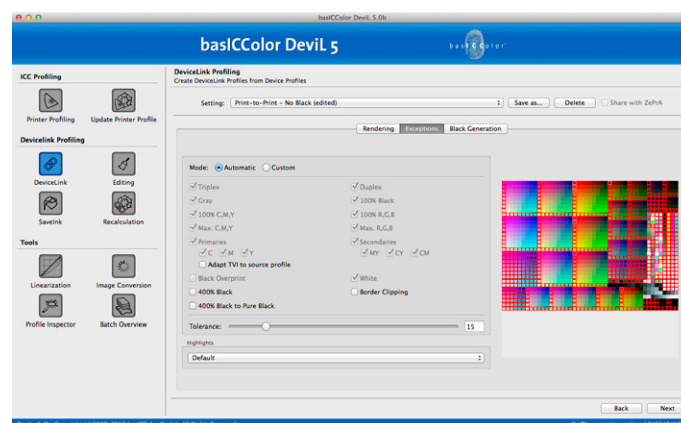 basICColor DeviL 5.0b
basICColor DeviL 5
basICColor
ICC Profiling
Printer Profiling Update Printer Profile
Devicelink Profiling
DeviceLink Editing
SaveInk Recalculation
Tools
Linearization Image Conversion
Profile Inspector Batch Overview
DeviceLink Profiling
Create DeviceLink Profiles from Device Profiles
Setting: Print-to-Print - No Black (edited) Save as... Delete Share with ZePrA
Rendering Exceptions Black Generation
Mode: Automatic Custom
Triplex Duplex
Gray 100% Black
100% C,M,Y 100% R,G,B
Max. C,M,Y Max. R,G,B
Primaries Secondaries
C M Y MY CY CM
Adapt TVI to source profile
Black Overprint White
400% Black Border Clipping
400% Black to Pure Black
Tolerance: 15
Highlights
Default
Back Next